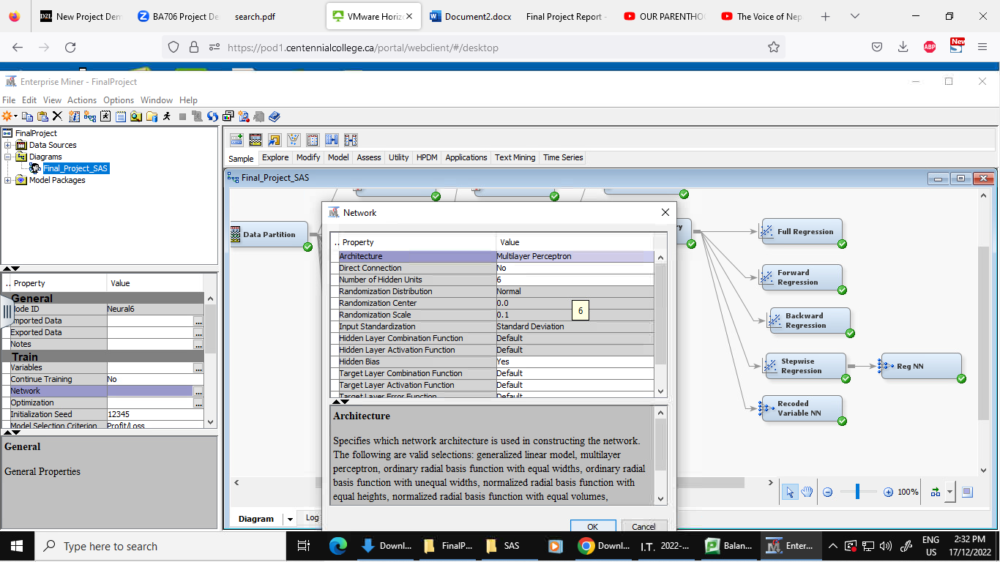 New Project Dem
BA706 Project De
search.pdf
VMware Horizo
Document2.docx
Final Project Report -
OUR PARENTHO
The Voice of Nep
https://pod1.centennialcollege.ca/portal/webclient/#/desktop
ABP
New
Enterprise Miner - FinalProject
File Edit View Actions Options Window Help
FinalProject
Data Sources
Diagrams
Final_Project_SAS
Model Packages
Sample Explore Modify Model Assess Utility HPDM Applications Text Mining Time Series
Final_Project_SAS
Data Partition
Full Regression
Forward
Regression
Backward
Regression
Stepwise
Regression
Reg NN
Recoded
Variable NN
100%
Diagram
Log
.. Property Value
General
Node ID Neural6
Imported Data ...
Exported Data ...
Notes ...
Train
Variables ...
Continue Training No
Network ...
Optimization ...
Initialization Seed 12345
Model Selection Criterion Profit/Loss
General
General Properties
Network
.. Property Value
Architecture Multilayer Perceptron
Direct Connection No
Number of Hidden Units 6
Randomization Distribution Normal
Randomization Center 0.0
Randomization Scale 0.1
6
Input Standardization Standard Deviation
Hidden Layer Combination Function Default
Hidden Layer Activation Function Default
Hidden Bias Yes
Target Layer Combination Function Default
Target Layer Activation Function Default
Target Layer Error Function Default
Architecture
Specifies which network architecture is used in constructing the network.
The following are valid selections: generalized linear model, multilayer
perceptron, ordinary radial basis function with equal widths, ordinary radial
basis function with unequal widths, normalized radial basis function with
equal heights, normalized radial basis function with equal volumes,
OK Cancel
Type here to search
Downl...
FinalP...
SAS
Downl...
I.T. 2022-...
Balan...
Enter...
ENG
US
2:32 PM
17/12/2022